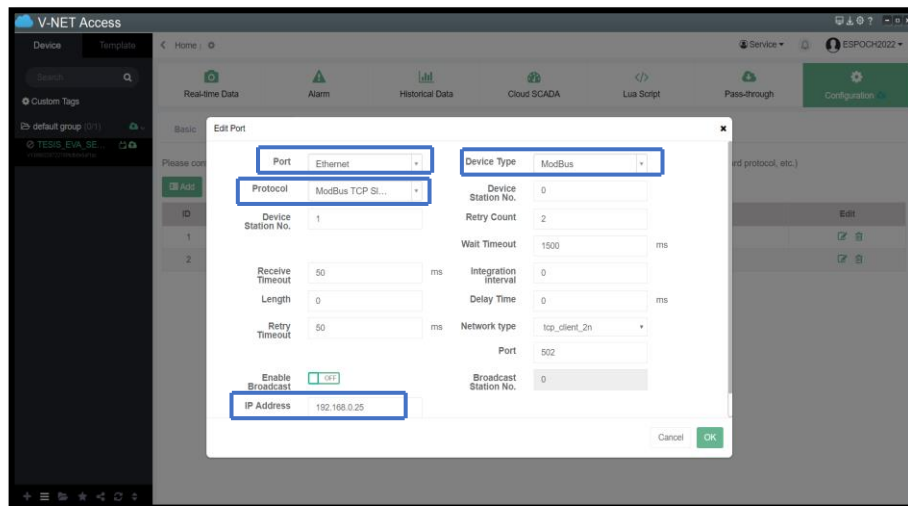 V-NET Access
Device Template Home ESPOCH2022
Search Service
Custom Tags Real-time Data Alarm Historical Data Cloud SCADA Lua Script Pass-through Configuration
default group (0/1)
TESIS_EVA_SE...
Basic Edit Port
Please con rd protocol, etc.)
Port Ethernet Device Type ModBus
Add Protocol ModBus TCP Sl... Device Station No. 0
ID Device Station No. 1 Retry Count 2 Edit
1 Wait Timeout 1500 ms
2 Receive Timeout 50 ms Integration interval 0
Length 0 Delay Time 0 ms
Retry Timeout 50 ms Network type tcp_client_2n
Port 502
Enable Broadcast OFF Broadcast Station No. 0
IP Address 192.168.0.25
Cancel OK